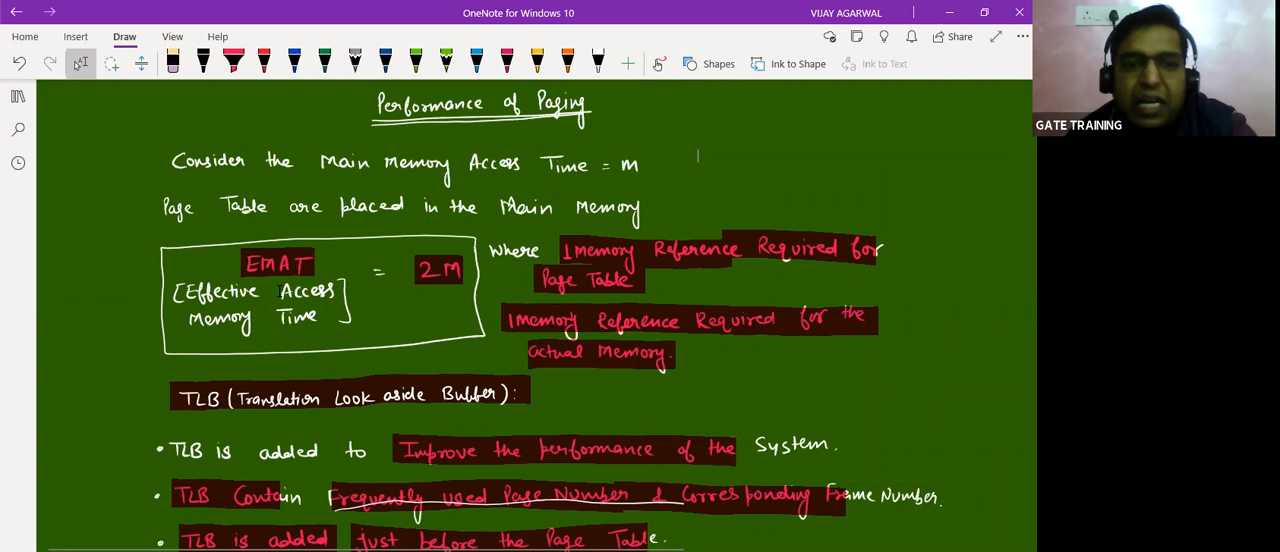 OneNote for Windows 10
VIJAY AGARWAL
Home Insert Draw View Help
Share
Shapes Ink to Shape Ink to Text
GATE TRAINING
Performance of Paging
Consider the Main Memory Access Time = m
Page Table are placed in the Main Memory
EMAT = 2M
[Effective Access
Memory Time]
where 1 Memory Reference Required for
Page Table
1 Memory Reference Required for the
actual Memory.
TLB (Translation Look aside Buffer):
• TLB is added to Improve the performance of the System.
• TLB Contain Frequently used Page Number & Corresponding Frame Number.
• TLB is added just before the Page Table.